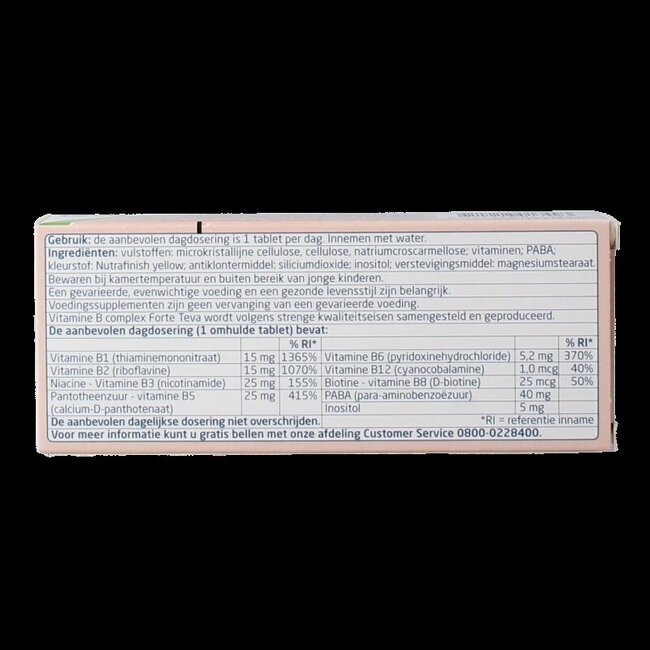 Gebruik: de aanbevolen dagdosering is 1 tablet per dag. Innemen met water.
Ingrediënten: vulstoffen: microkristallijne cellulose, cellulose, natriumcroscarmellose; vitaminen; PABA;
kleurstof: Nutrafinish yellow; antiklontermiddel: siliciumdioxide; inositol; verstevigingsmiddel: magnesiumstearaat.
Bewaren bij kamertemperatuur en buiten bereik van jonge kinderen.
Een gevarieerde, evenwichtige voeding en een gezonde levensstijl zijn belangrijk.
Voedingssupplementen zijn geen vervanging van een gevarieerde voeding.
Vitamine B complex Forte Teva wordt volgens strenge kwaliteitseisen samengesteld en geproduceerd.
De aanbevolen dagdosering (1 omhulde tablet) bevat:
% RI* % RI*
Vitamine B1 (thiaminemononitraat) 15 mg 1365% Vitamine B6 (pyridoxinehydrochloride) 5,2 mg 370%
Vitamine B2 (riboflavine) 15 mg 1070% Vitamine B12 (cyanocobalamine) 1,0 mcg 40%
Niacine - Vitamine B3 (nicotinamide) 25 mg 155% Biotine - vitamine B8 (D-biotine) 25 mcg 50%
Pantotheenzuur - vitamine B5 25 mg 415% PABA (para-aminobenzoëzuur) 40 mg
(calcium-D-panthotenaat) Inositol 5 mg
De aanbevolen dagelijkse dosering niet overschrijden. *RI = referentie inname
Voor meer informatie kunt u gratis bellen met onze afdeling Customer Service 0800-0228400.